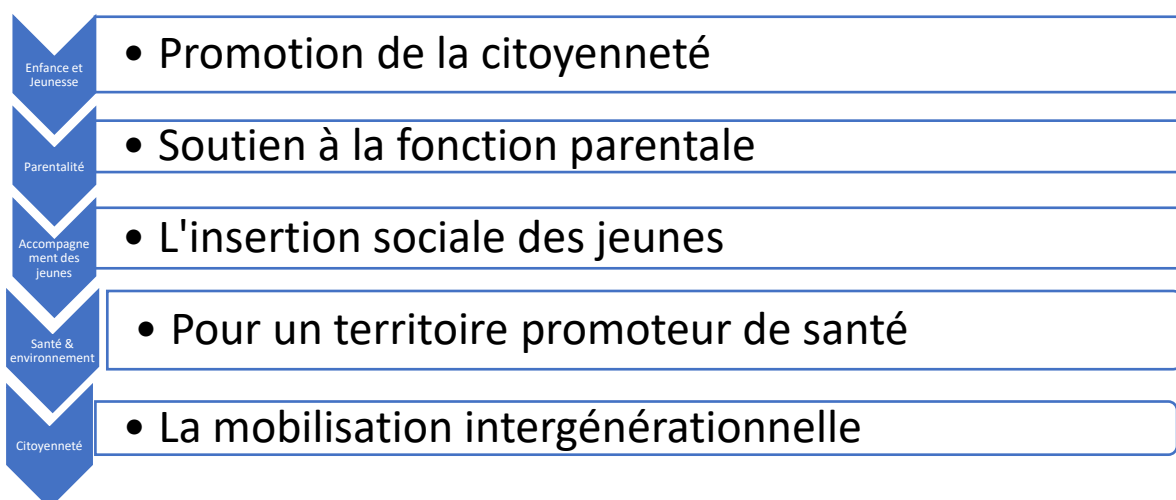 Enfance et
Jeunesse
• Promotion de la citoyenneté
Parentalité
• Soutien à la fonction parentale
Accompagne
ment des
jeunes
• L'insertion sociale des jeunes
Santé &
environnement
• Pour un territoire promoteur de santé
Citoyenneté
• La mobilisation intergénérationnelle